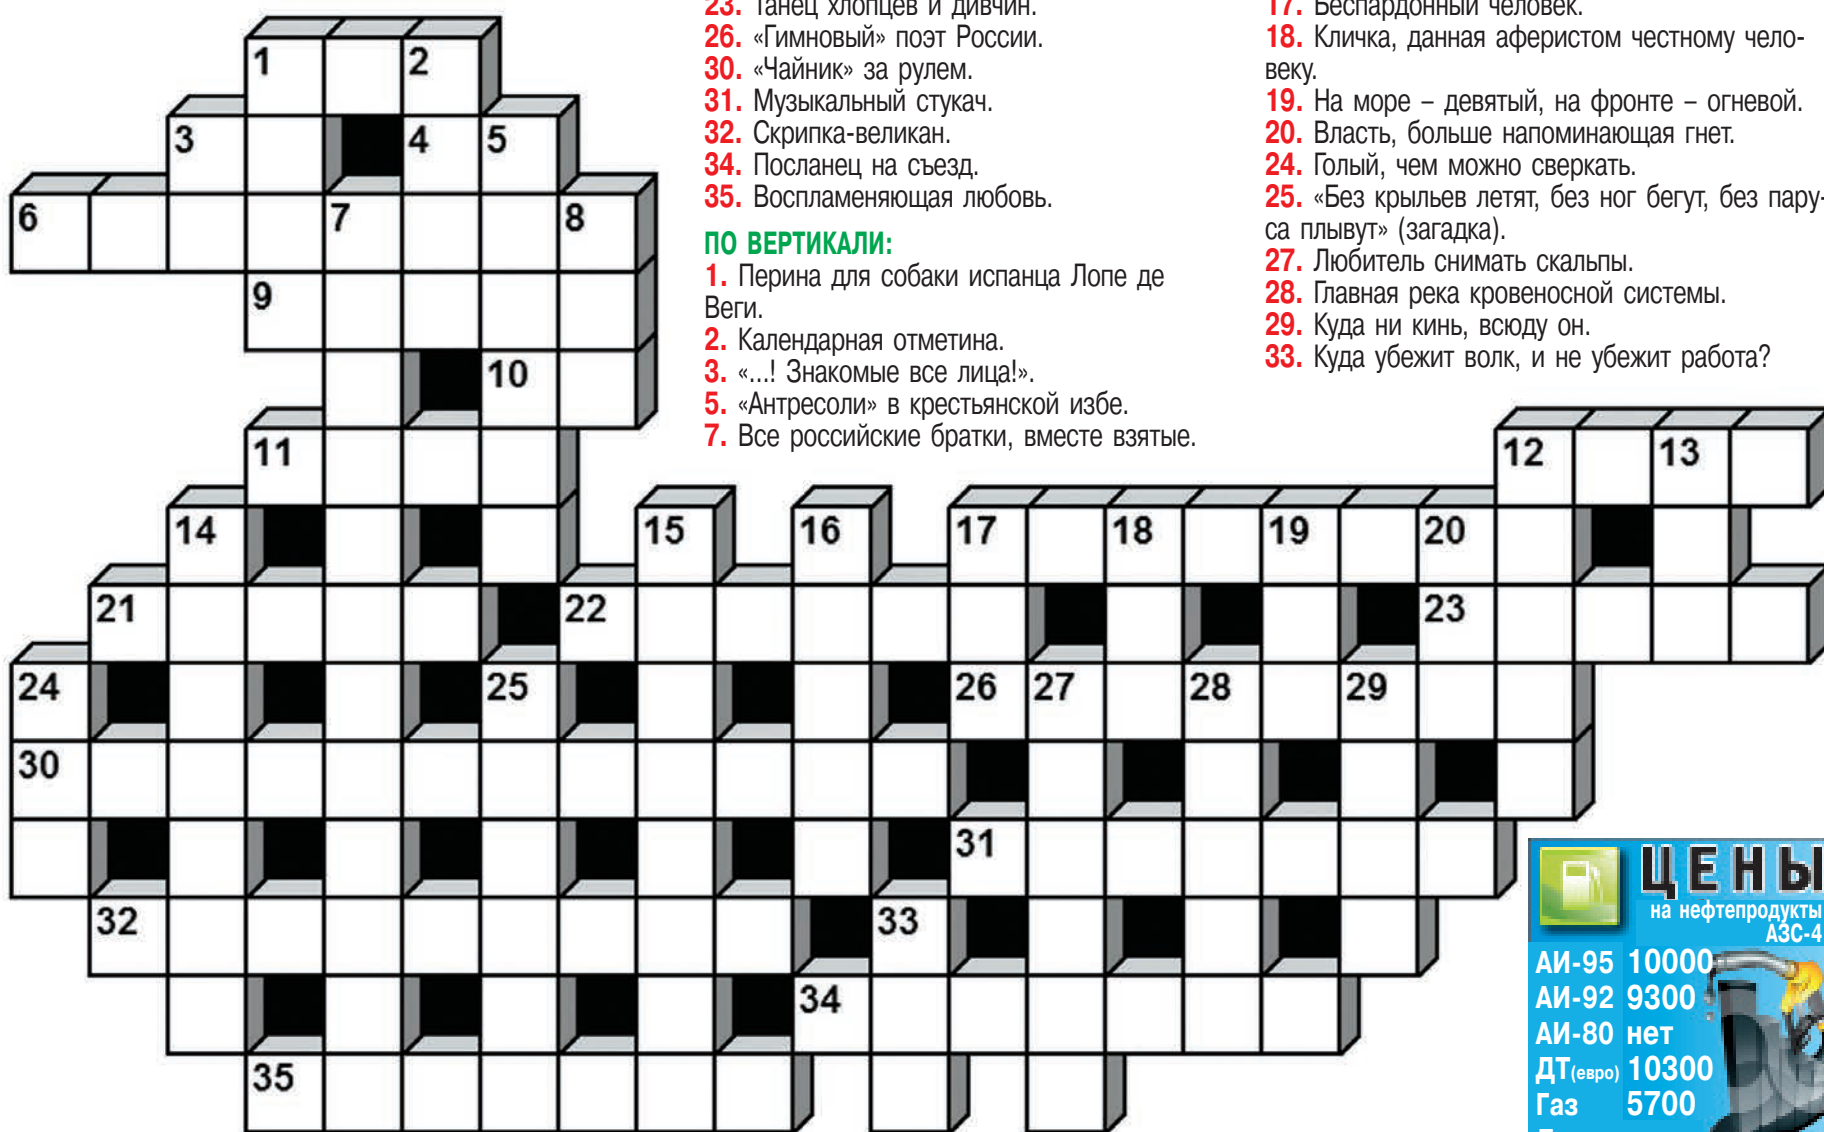 23. Танец хлопцев и дивчин.
26. «Гимновый» поэт России.
30. «Чайник» за рулем.
31. Музыкальный стукач.
32. Скрипка-великан.
34. Посланец на съезд.
35. Воспламеняющая любовь.
ПО ВЕРТИКАЛИ:
1. Перина для собаки испанца Лопе де
Веги.
2. Календарная отметина.
3. «...! Знакомые все лица!».
5. «Антресоли» в крестьянской избе.
7. Все российские братки, вместе взятые.
17. Беспардонный человек.
18. Кличка, данная аферистом честному чело-
веку.
19. На море – девятый, на фронте – огневой.
20. Власть, больше напоминающая гнет.
24. Голый, чем можно сверкать.
25. «Без крыльев летят, без ног бегут, без пару-
са плывут» (загадка).
27. Любитель снимать скальпы.
28. Главная река кровеносной системы.
29. Куда ни кинь, всюду он.
33. Куда убежит волк, и не убежит работа?
1 2
3 4 5
6 7 8
9
10
11 12 13
14 15 16 17 18 19 20
21 22 23
24 25 26 27 28 29
30
31
32 33
34
35
ЦЕНЫ
на нефтепродукты
АЗС-4
АИ-95 10000
АИ-92 9300
АИ-80 нет
ДТ(евро) 10300
Газ 5700